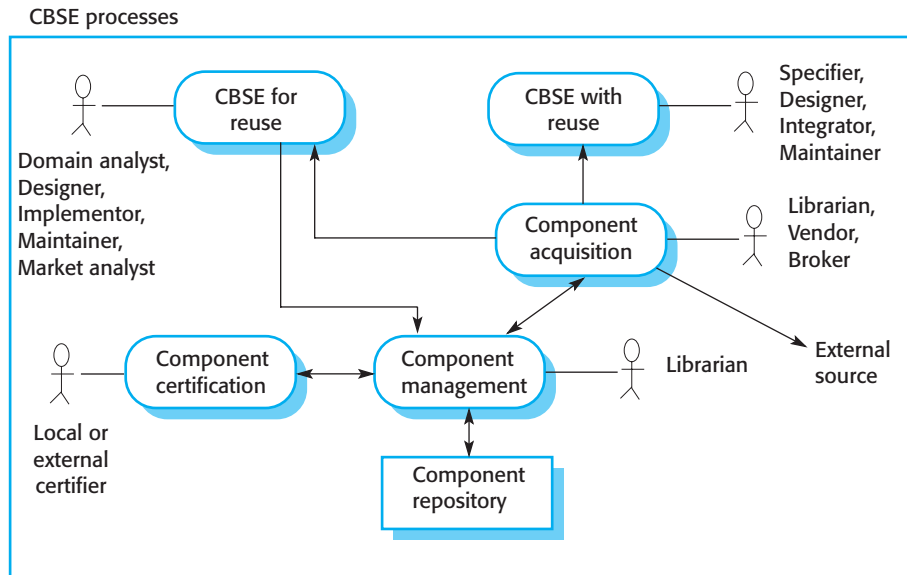 CBSE processes
CBSE for
reuse
CBSE with
reuse
Specifier,
Designer,
Integrator,
Maintainer
Domain analyst,
Designer,
Implementor,
Maintainer,
Market analyst
Component
acquisition
Librarian,
Vendor,
Broker
Component
certification
Component
management
Librarian
External
source
Local or
external
certifier
Component
repository